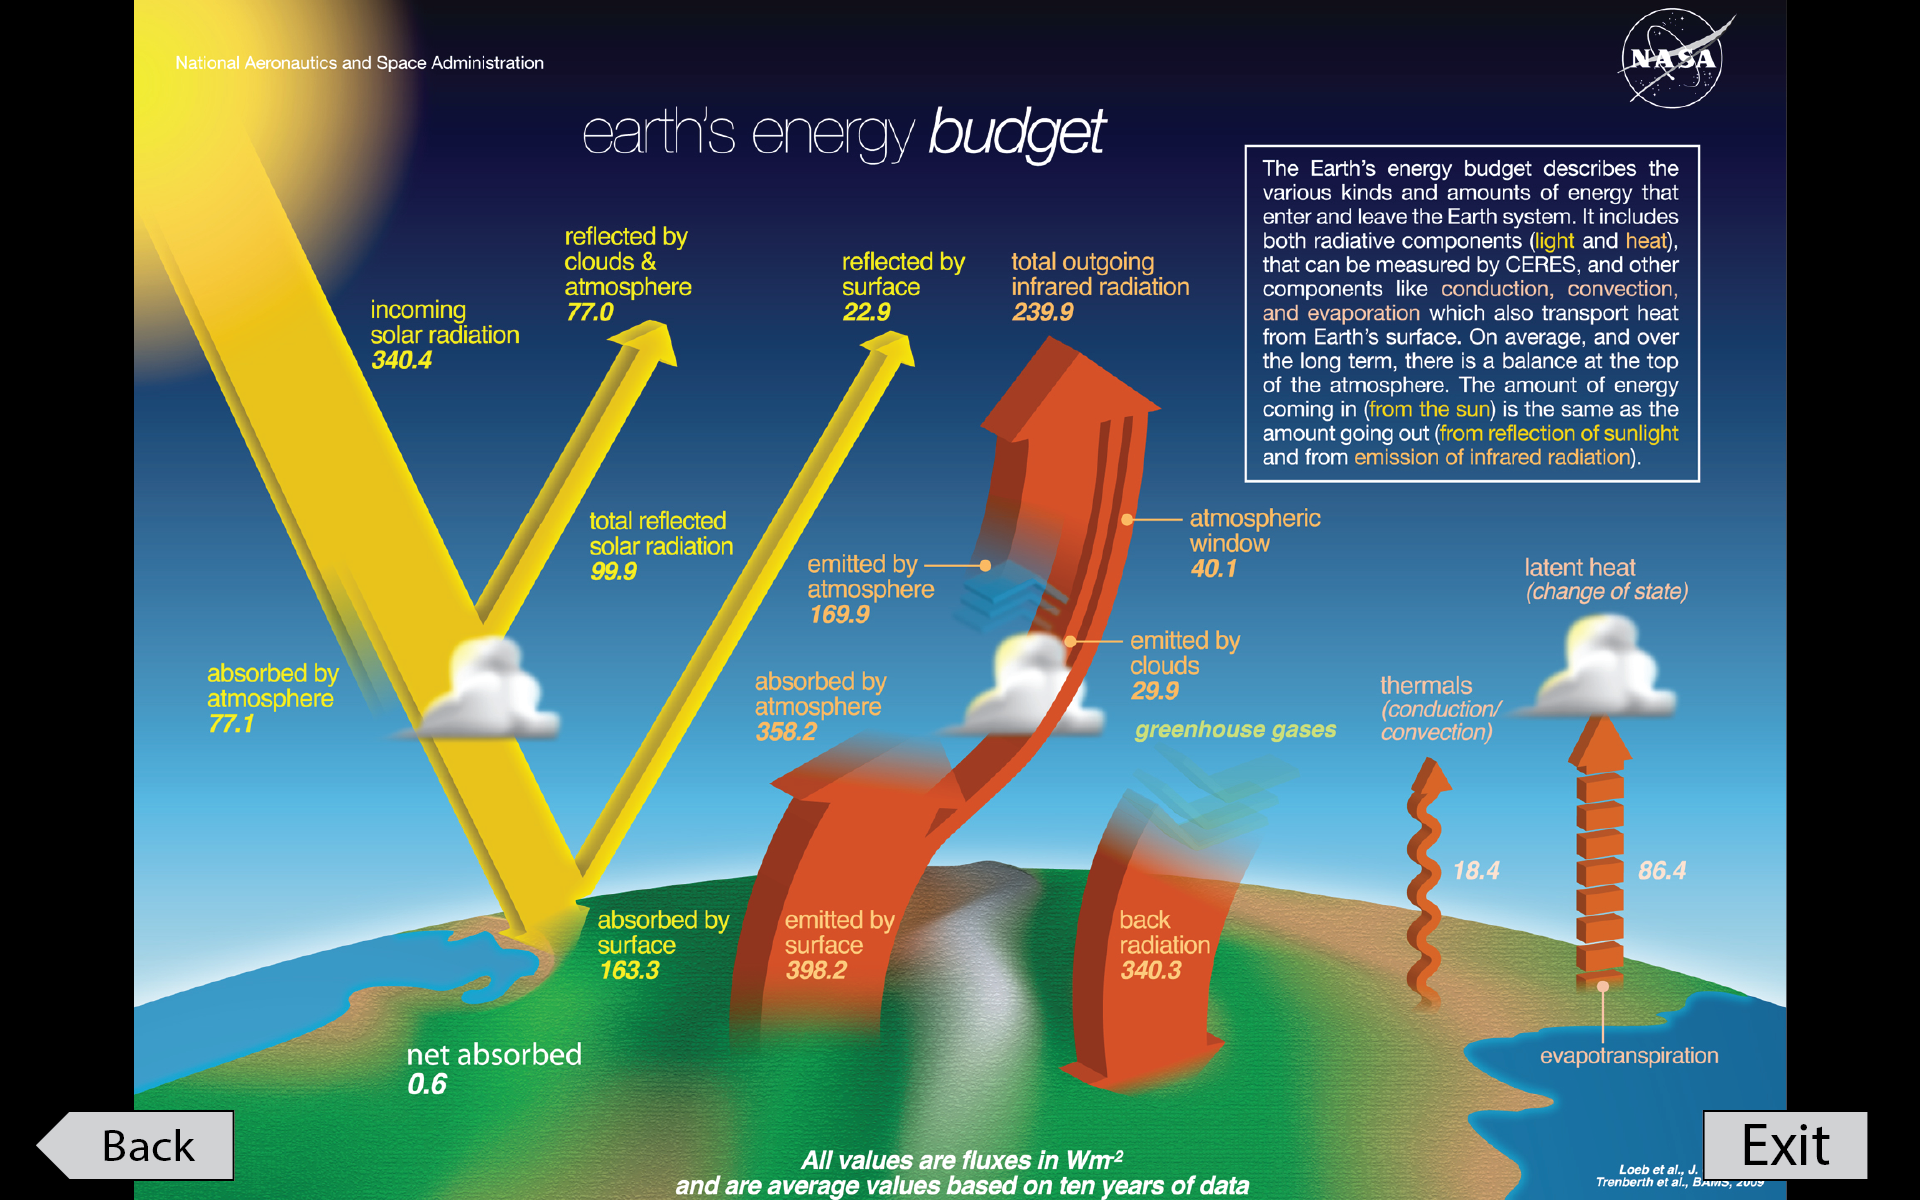 National Aeronautics and Space Administration
NASA
earth's energy budget
The Earth's energy budget describes the
various kinds and amounts of energy that
enter and leave the Earth system. It includes
both radiative components (light and heat),
that can be measured by CERES, and other
components like conduction, convection,
and evaporation which also transport heat
from Earth's surface. On average, and over
the long term, there is a balance at the top
of the atmosphere. The amount of energy
coming in (from the sun) is the same as the
amount going out (from reflection of sunlight
and from emission of infrared radiation).
incoming
solar radiation
340.4
reflected by
clouds &
atmosphere
77.0
reflected by
surface
22.9
total outgoing
infrared radiation
239.9
total reflected
solar radiation
99.9
emitted by
atmosphere
169.9
atmospheric
window
40.1
latent heat
(change of state)
absorbed by
atmosphere
77.1
absorbed by
atmosphere
358.2
emitted by
clouds
29.9
greenhouse gases
thermals
(conduction/
convection)
18.4
86.4
absorbed by
surface
163.3
emitted by
surface
398.2
back
radiation
340.3
evapotranspiration
net absorbed
0.6
All values are fluxes in Wm-2
and are average values based on ten years of data
Loeb et al., J.
Trenberth et al., BAMS, 2009
Back
Exit